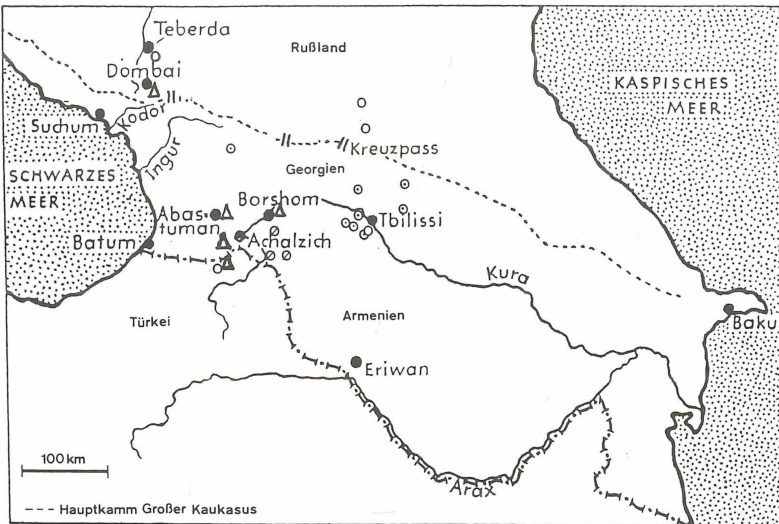 Teberda
Rußland
Dombai
KASPISCHES
MEER
Suchum
Kodor
Kreuzpass
Ingur
Georgien
SCHWARZES
MEER
Borshom
Abas-
tuman
Tbilissi
Batum
Achalzich
Kura
Türkei
Armenien
Baku
Eriwan
100 km
Arax
--- Hauptkamm Großer Kaukasus